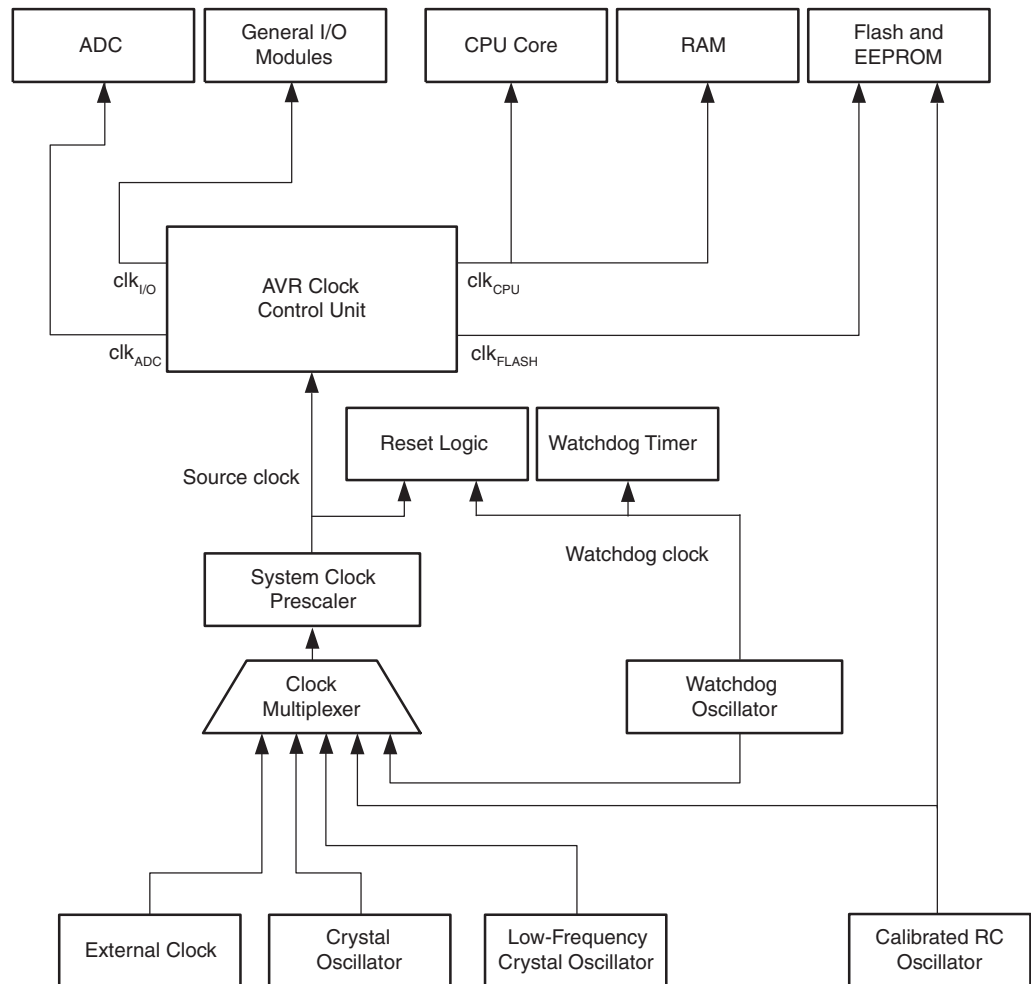 ADC
General I/O
Modules
CPU Core
RAM
Flash and
EEPROM
clkI/O
AVR Clock
Control Unit
clkCPU
clkADC
clkFLASH
Reset Logic
Watchdog Timer
Source clock
Watchdog clock
System Clock
Prescaler
Clock
Multiplexer
Watchdog
Oscillator
External Clock
Crystal
Oscillator
Low-Frequency
Crystal Oscillator
Calibrated RC
Oscillator